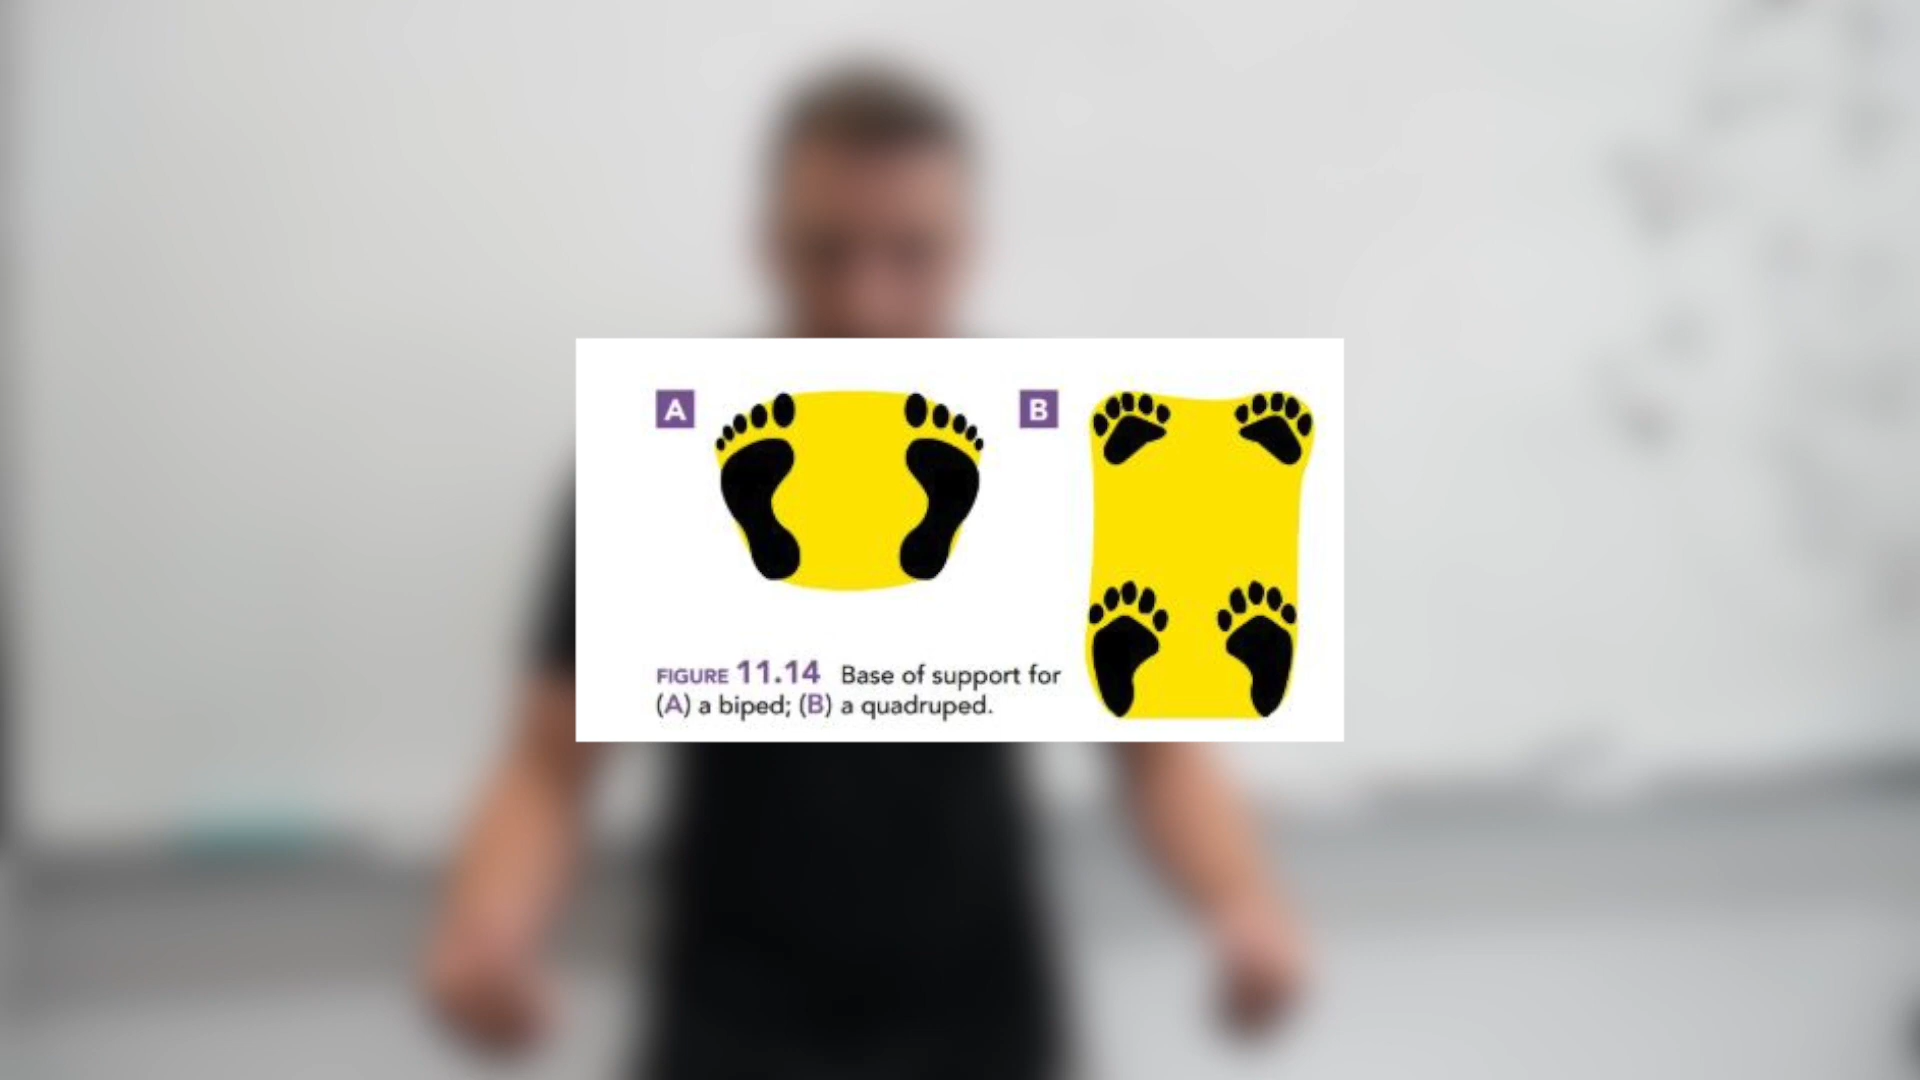 A
B
FIGURE 11.14 Base of support for
(A) a biped; (B) a quadruped.